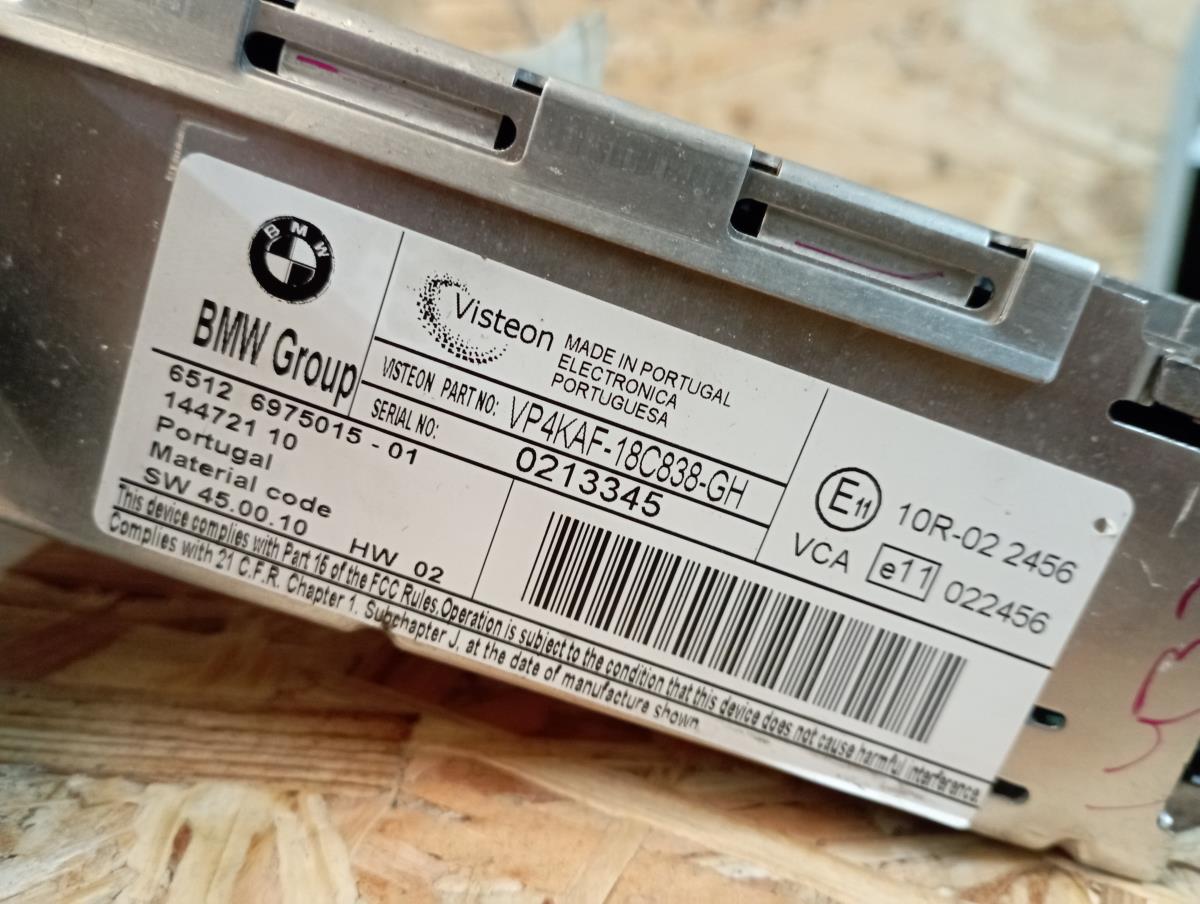 BMW
BMW Group
Visteon
MADE IN PORTUGAL
ELECTRONICA
PORTUGUESA
VISTEON PART NO: VP4KAF-18C838-GH
SERIAL NO: 0213345
6512 6975015 - 01
144721 10
Portugal
Material code
SW 45.00.10 HW 02
E11 10R-02 2456
VCA e11 022456
This device complies with Part 16 of the FCC Rules.Operation is subject to the condition that this device does not cause harmful interference.
Complies with 21 C.F.R. Chapter 1. Subchapter J, at the date of manufacture shown.